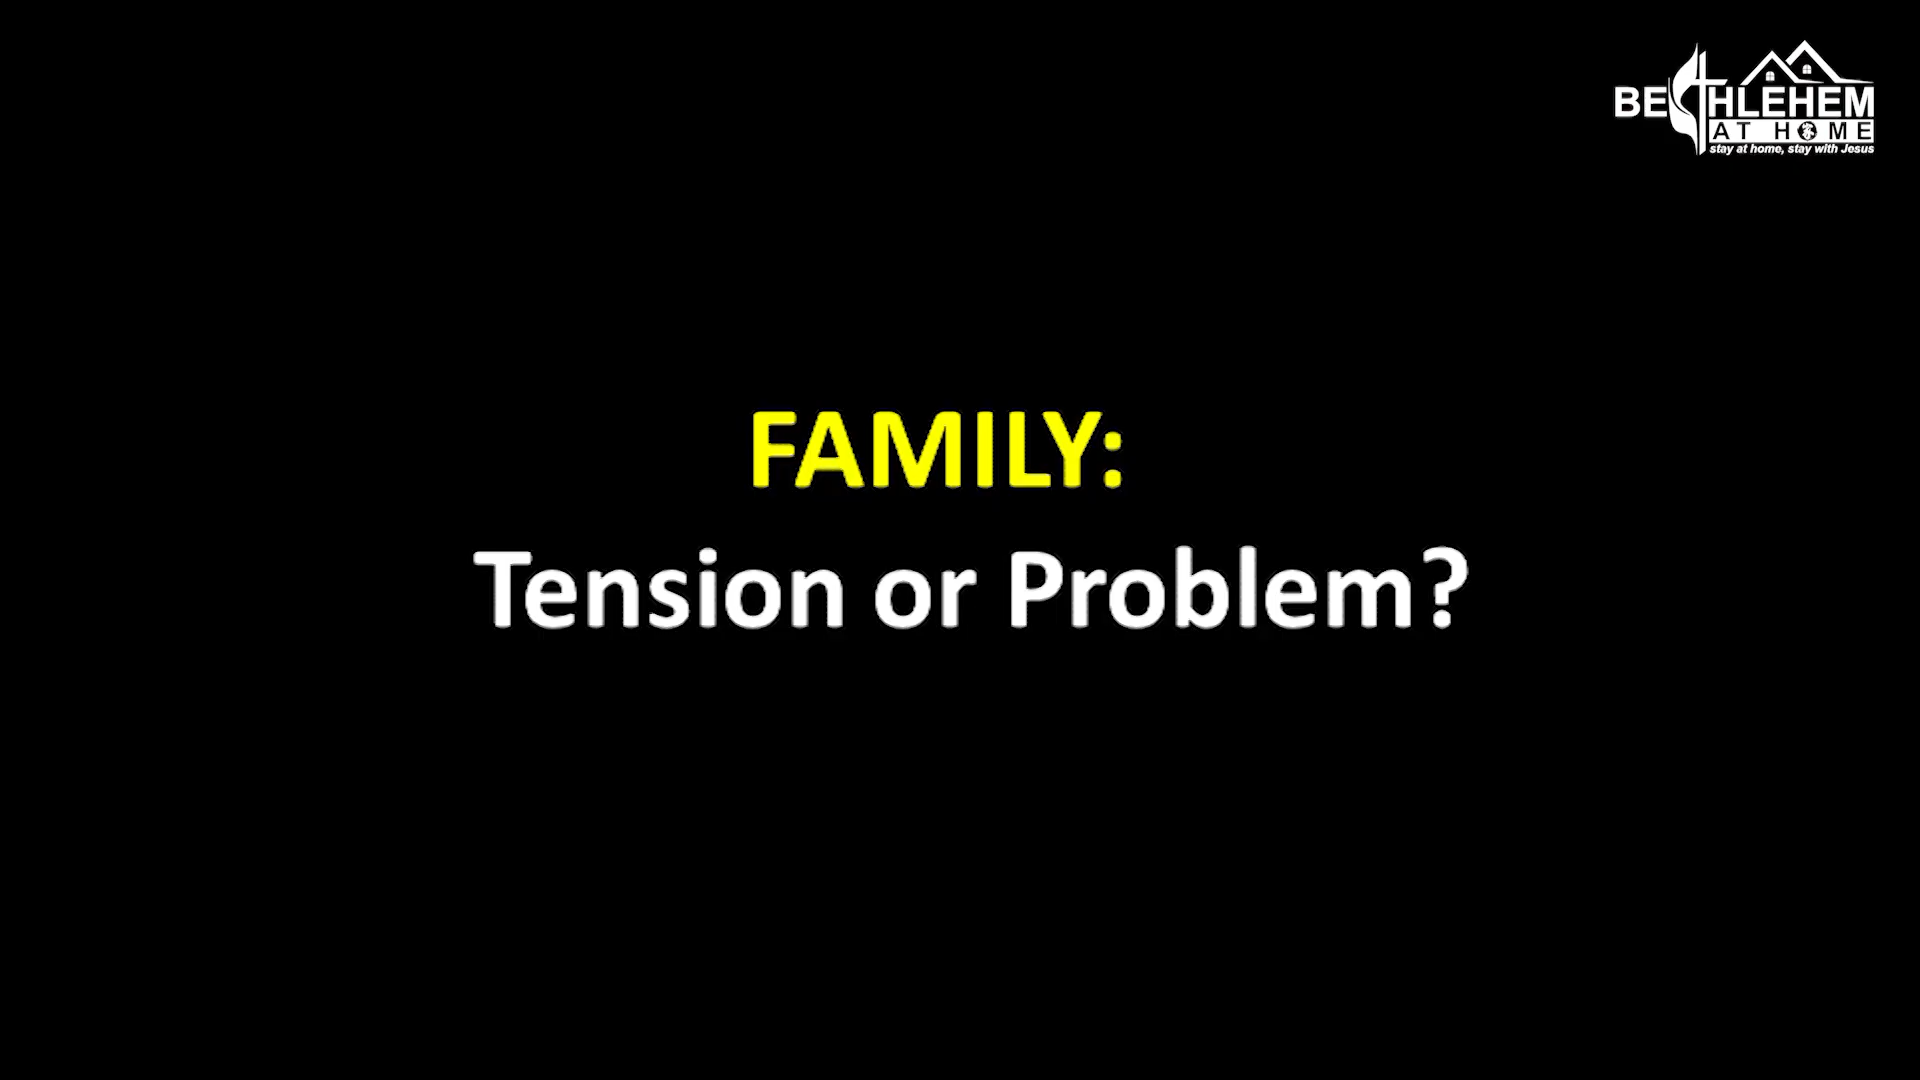 BETHLEHEM
AT HOME
stay at home, stay with Jesus
FAMILY:
Tension or Problem?